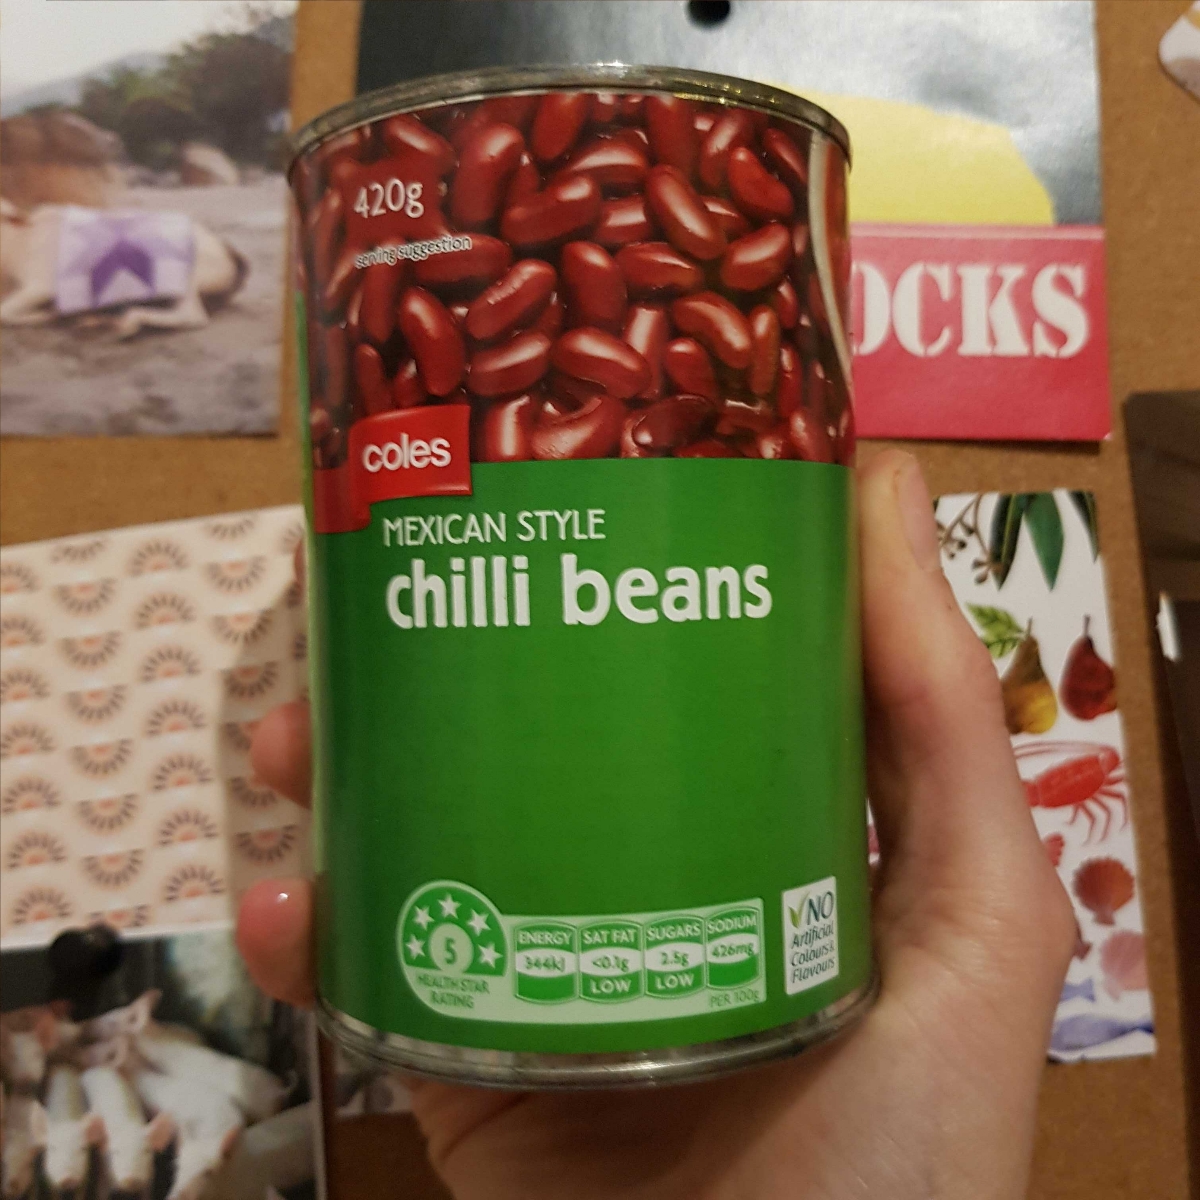 420g
serving suggestion
OCKS
coles
MEXICAN STYLE
chilli beans
5
HEALTH STAR
RATING
ENERGY
344kJ
SAT FAT
<0.1g
LOW
SUGARS
2.5g
LOW
SODIUM
426mg
PER 100g
NO
Artificial
Colours &
Flavours